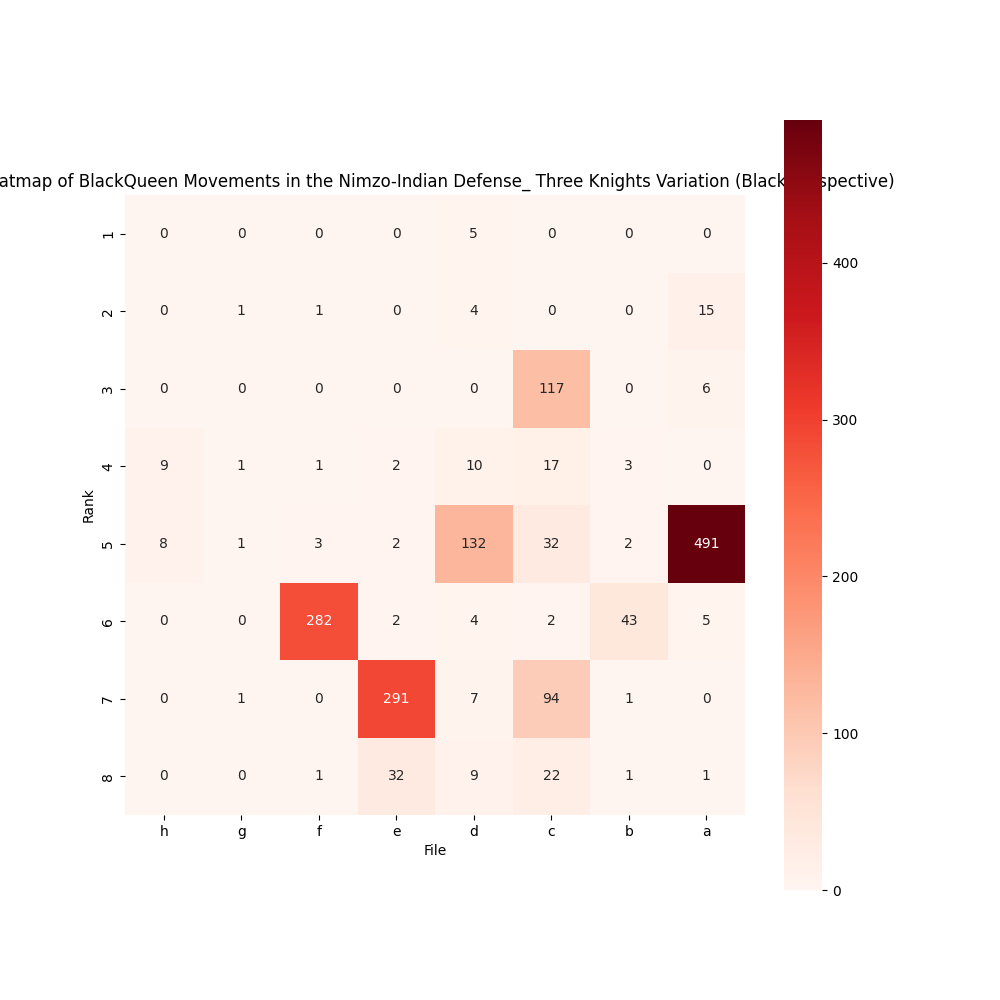 atmap of BlackQueen Movements in the Nimzo-Indian Defense_ Three Knights Variation (Black spective)
1 0 0 0 0 5 0 0 0
2 0 1 1 0 4 0 0 15
3 0 0 0 0 0 117 0 6
4 9 1 1 2 10 17 3 0
5 8 1 3 2 132 32 2 491
6 0 0 282 2 4 2 43 5
7 0 1 0 291 7 94 1 0
8 0 0 1 32 9 22 1 1
h g f e d c b a
File
Rank
400
300
200
100
0